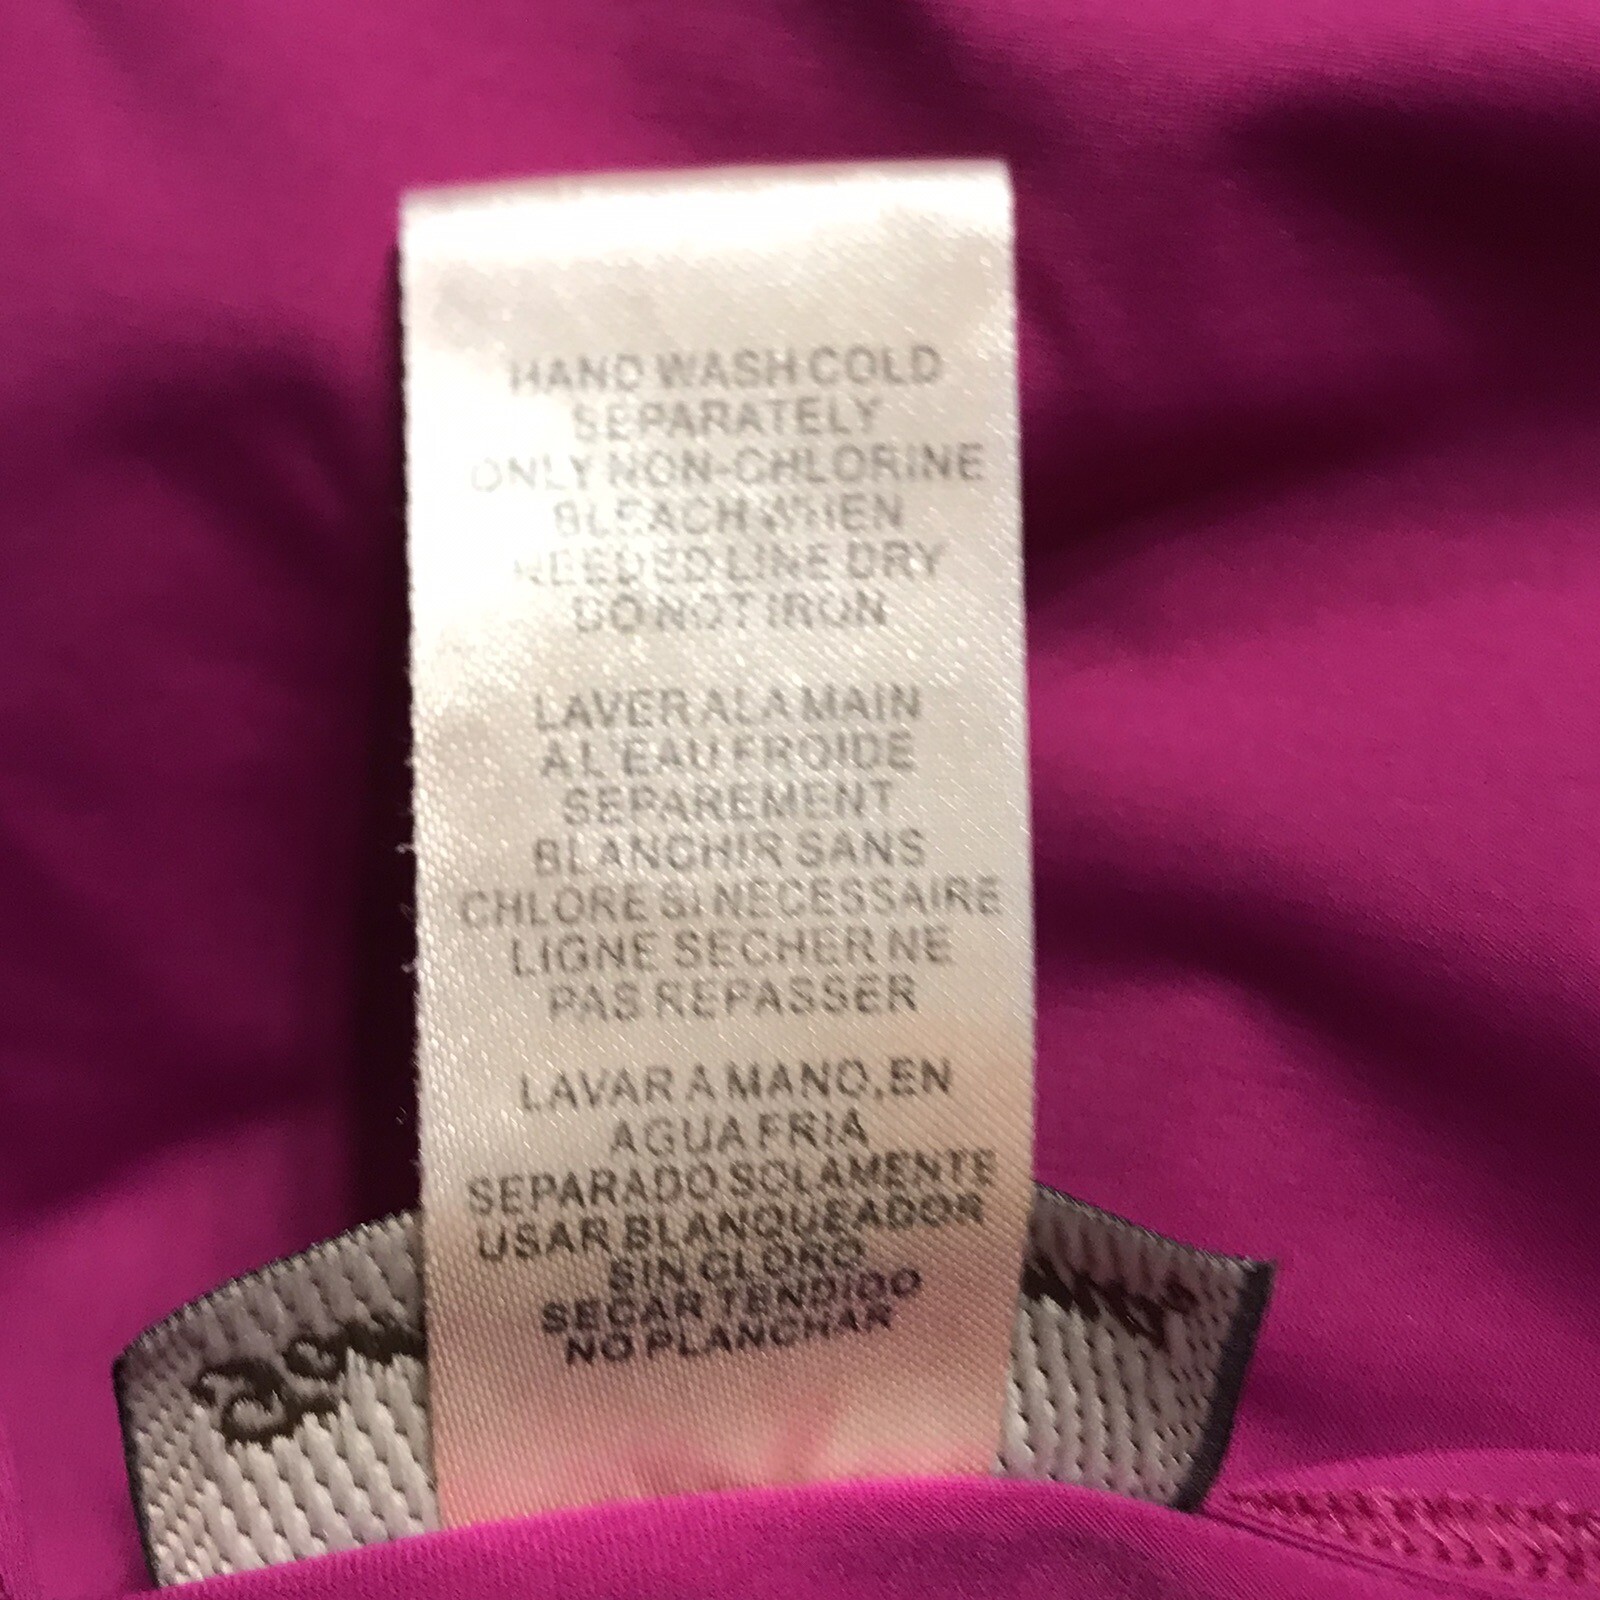 HAND WASH COLD
SEPARATELY
ONLY NON-CHLORINE
BLEACH WHEN
NEEDED LINE DRY
DO NOT IRON
LAVER A LA MAIN
A L'EAU FROIDE
SEPAREMENT
BLANCHIR SANS
CHLORE SI NECESSAIRE
LIGNE SECHER NE
PAS REPASSER
LAVAR A MANO, EN
AGUA FRIA
SEPARADO SOLAMENTE
USAR BLANQUEADOR
SIN CLORO
SECAR TENDIDO
NO PLANCHAR